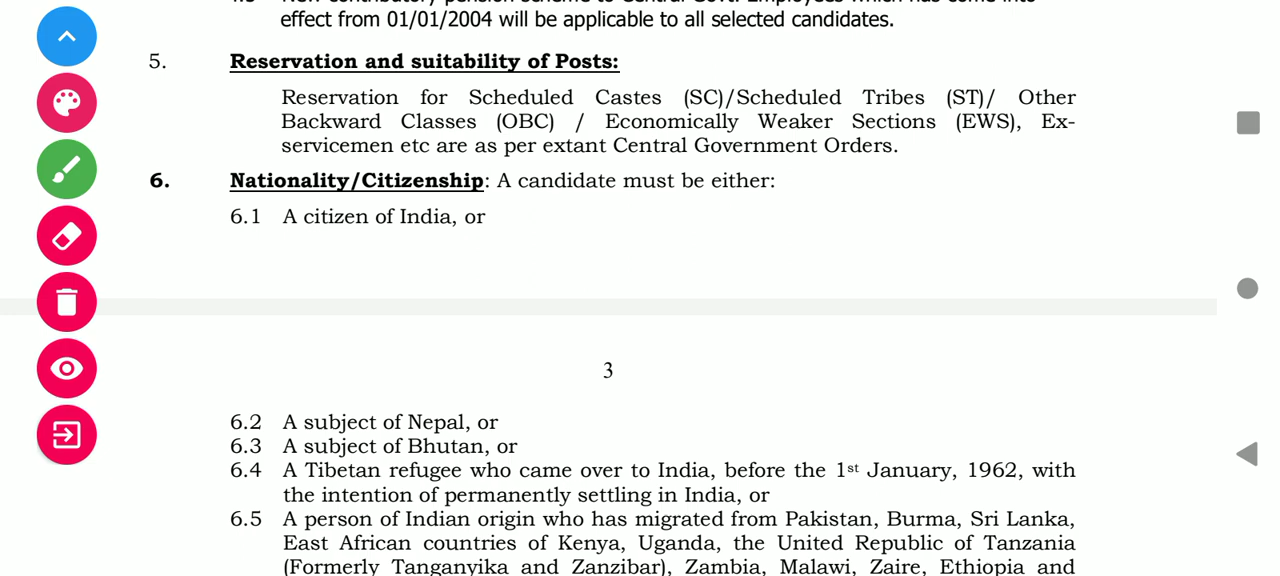 effect from 01/01/2004 will be applicable to all selected candidates.
5. Reservation and suitability of Posts:
Reservation for Scheduled Castes (SC)/Scheduled Tribes (ST)/ Other
Backward Classes (OBC) / Economically Weaker Sections (EWS), Ex-
servicemen etc are as per extant Central Government Orders.
6. Nationality/Citizenship: A candidate must be either:
6.1 A citizen of India, or
3
6.2 A subject of Nepal, or
6.3 A subject of Bhutan, or
6.4 A Tibetan refugee who came over to India, before the 1st January, 1962, with
the intention of permanently settling in India, or
6.5 A person of Indian origin who has migrated from Pakistan, Burma, Sri Lanka,
East African countries of Kenya, Uganda, the United Republic of Tanzania
(Formerly Tanganyika and Zanzibar), Zambia, Malawi, Zaire, Ethiopia and